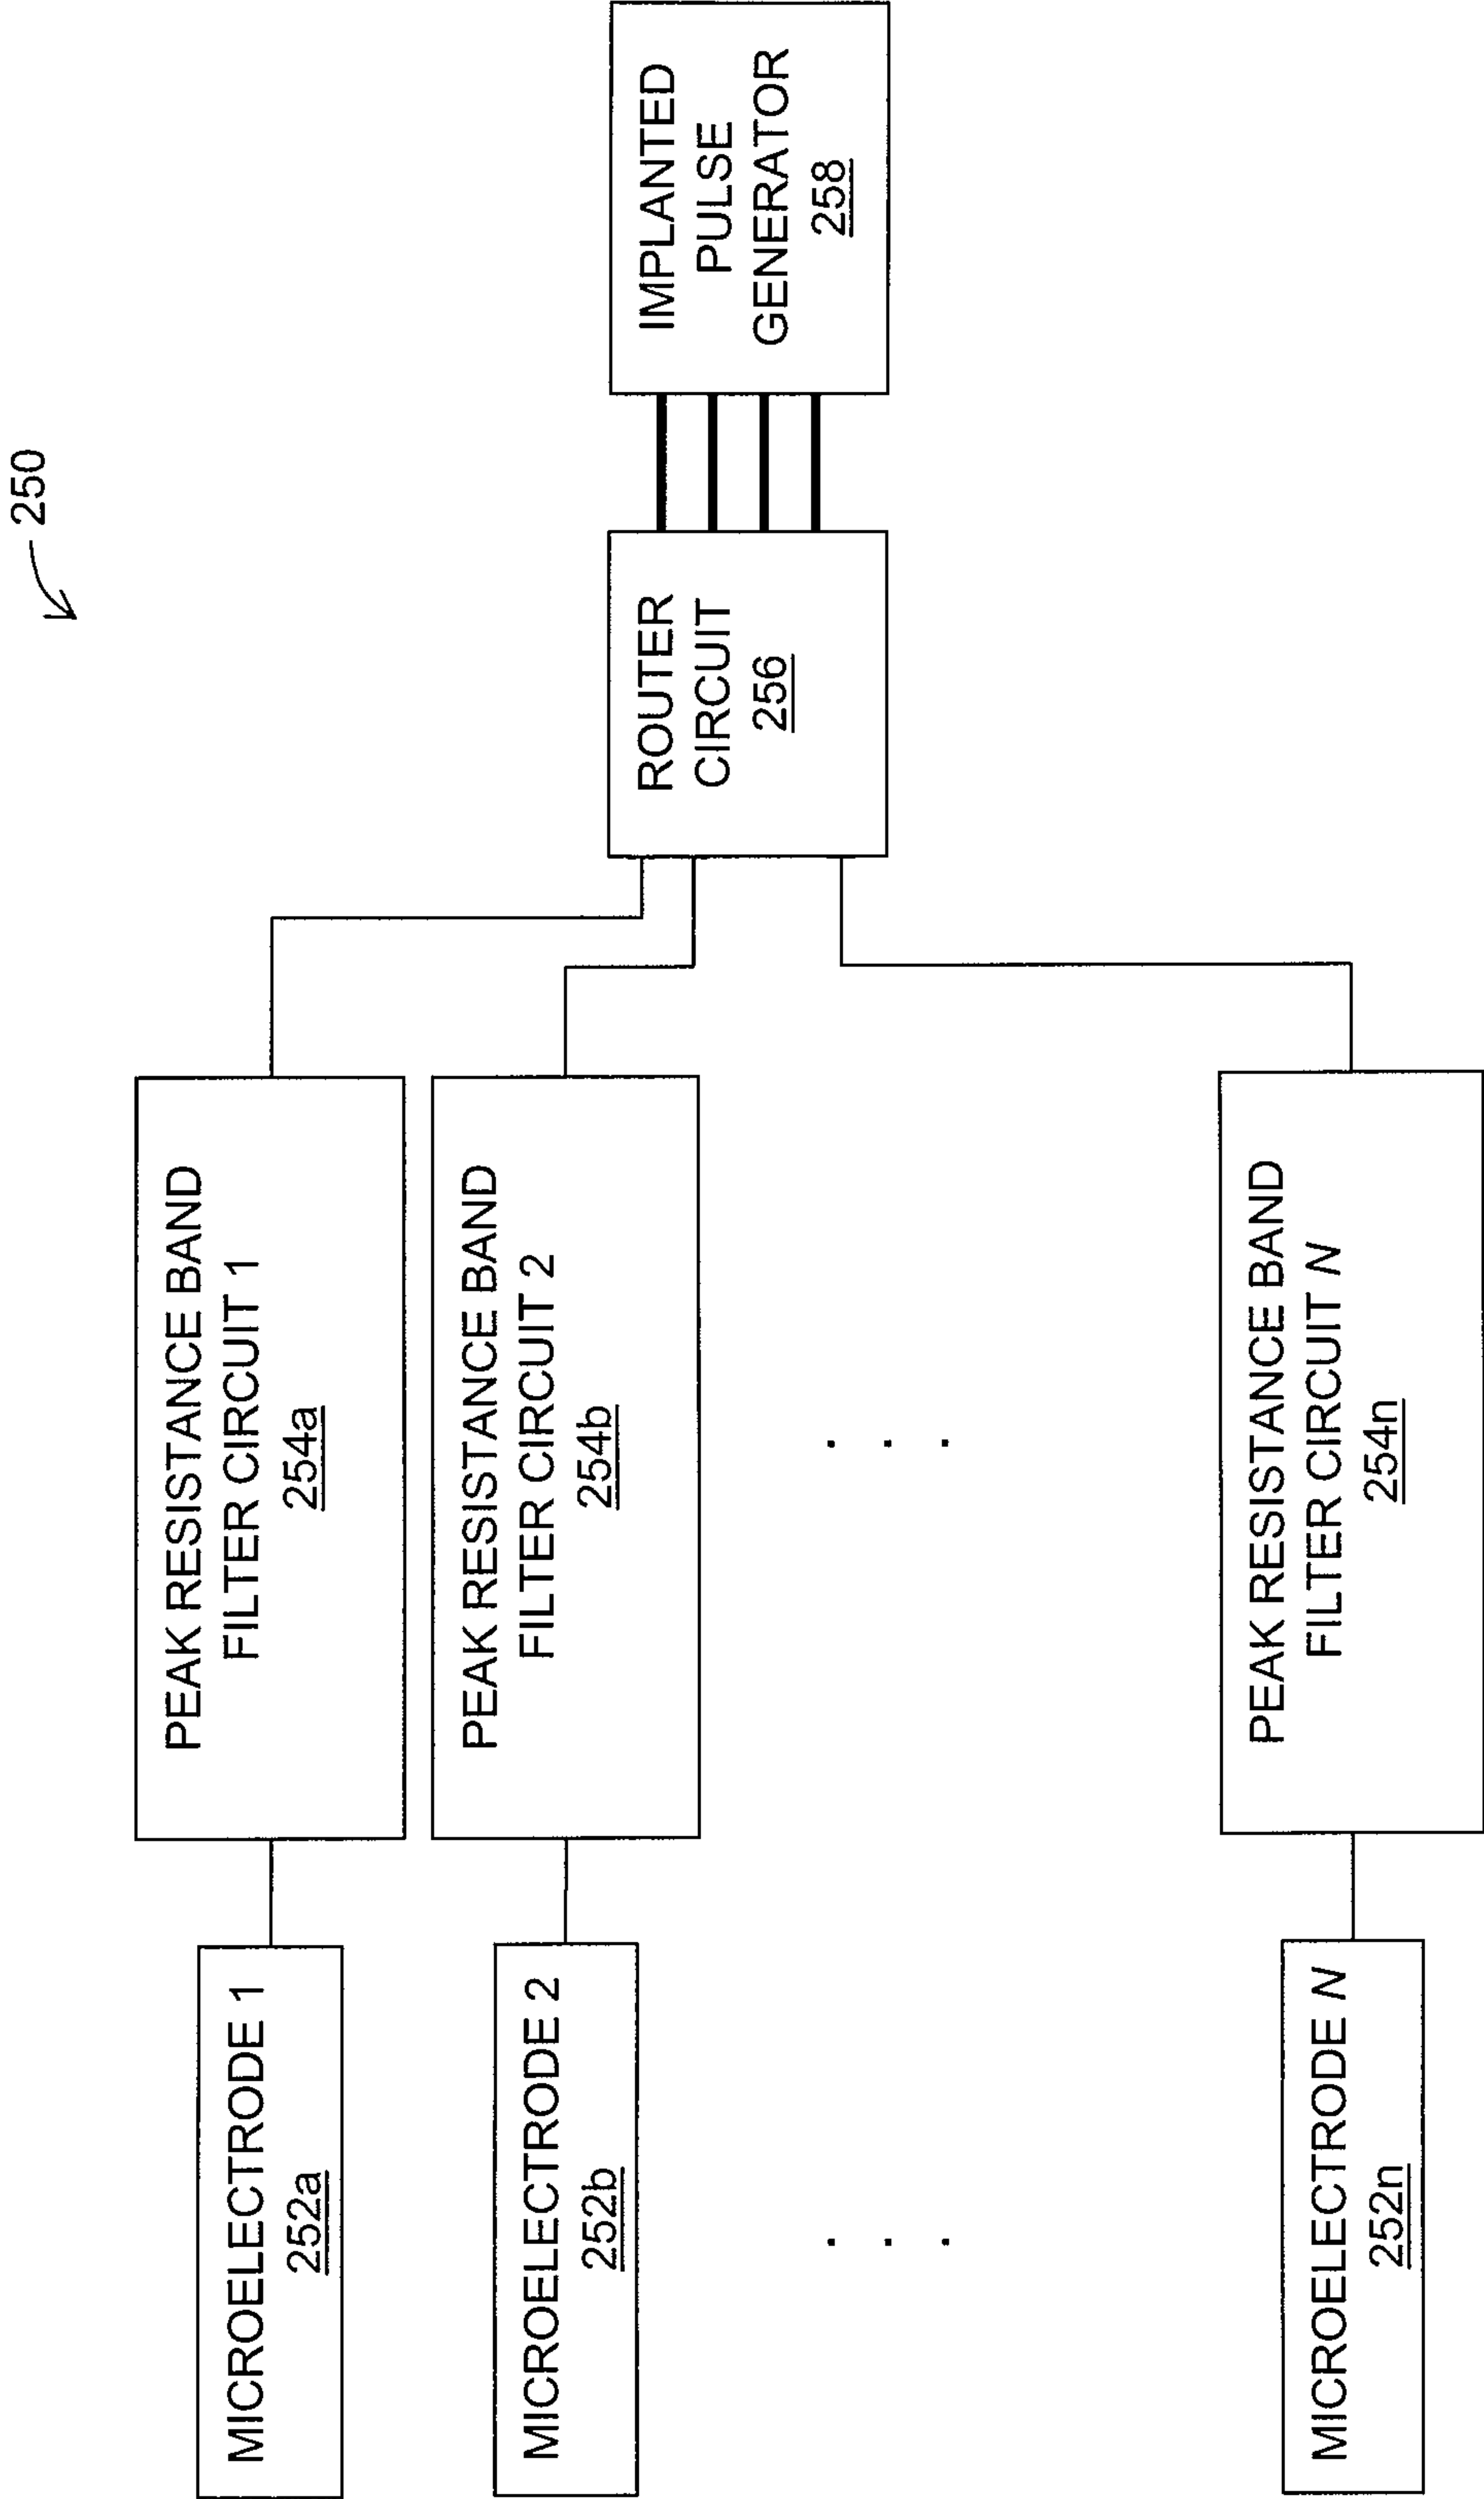 250
MICROELECTRODE 1
252a
PEAK RESISTANCE BAND
FILTER CIRCUIT 1
254a
MICROELECTRODE 2
252b
PEAK RESISTANCE BAND
FILTER CIRCUIT 2
254b
ROUTER
CIRCUIT
256
IMPLANTED
PULSE
GENERATOR
258
. . .
. . .
MICROELECTRODE N
252n
PEAK RESISTANCE BAND
FILTER CIRCUIT N
254n